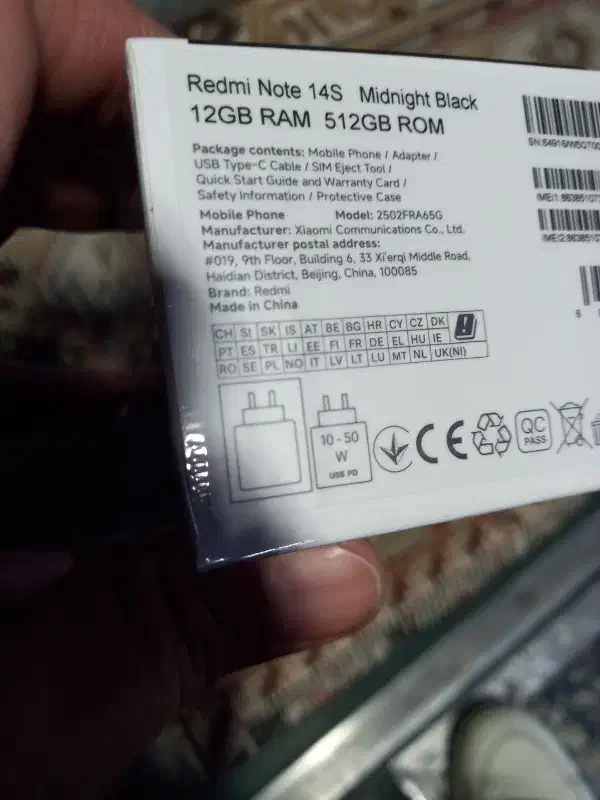 Redmi Note 14S Midnight Black
12GB RAM 512GB ROM
Package contents: Mobile Phone / Adapter /
USB Type-C Cable / SIM Eject Tool /
Quick Start Guide and Warranty Card /
Safety Information / Protective Case
Mobile Phone Model: 2502FRA65G
Manufacturer: Xiaomi Communications Co., Ltd.
Manufacturer postal address:
#019, 9th Floor, Building 6, 33 Xi'erqi Middle Road,
Haidian District, Beijing, China, 100085
Brand: Redmi
Made in China
CH SI SK IS AT BE BG HR CY CZ DK
PT ES TR LI EE FI FR DE EL HU IE
RO SE PL NO IT LV LT LU MT NL UK(NI)
10 - 50
W
USB PD
CE
QC
PASS